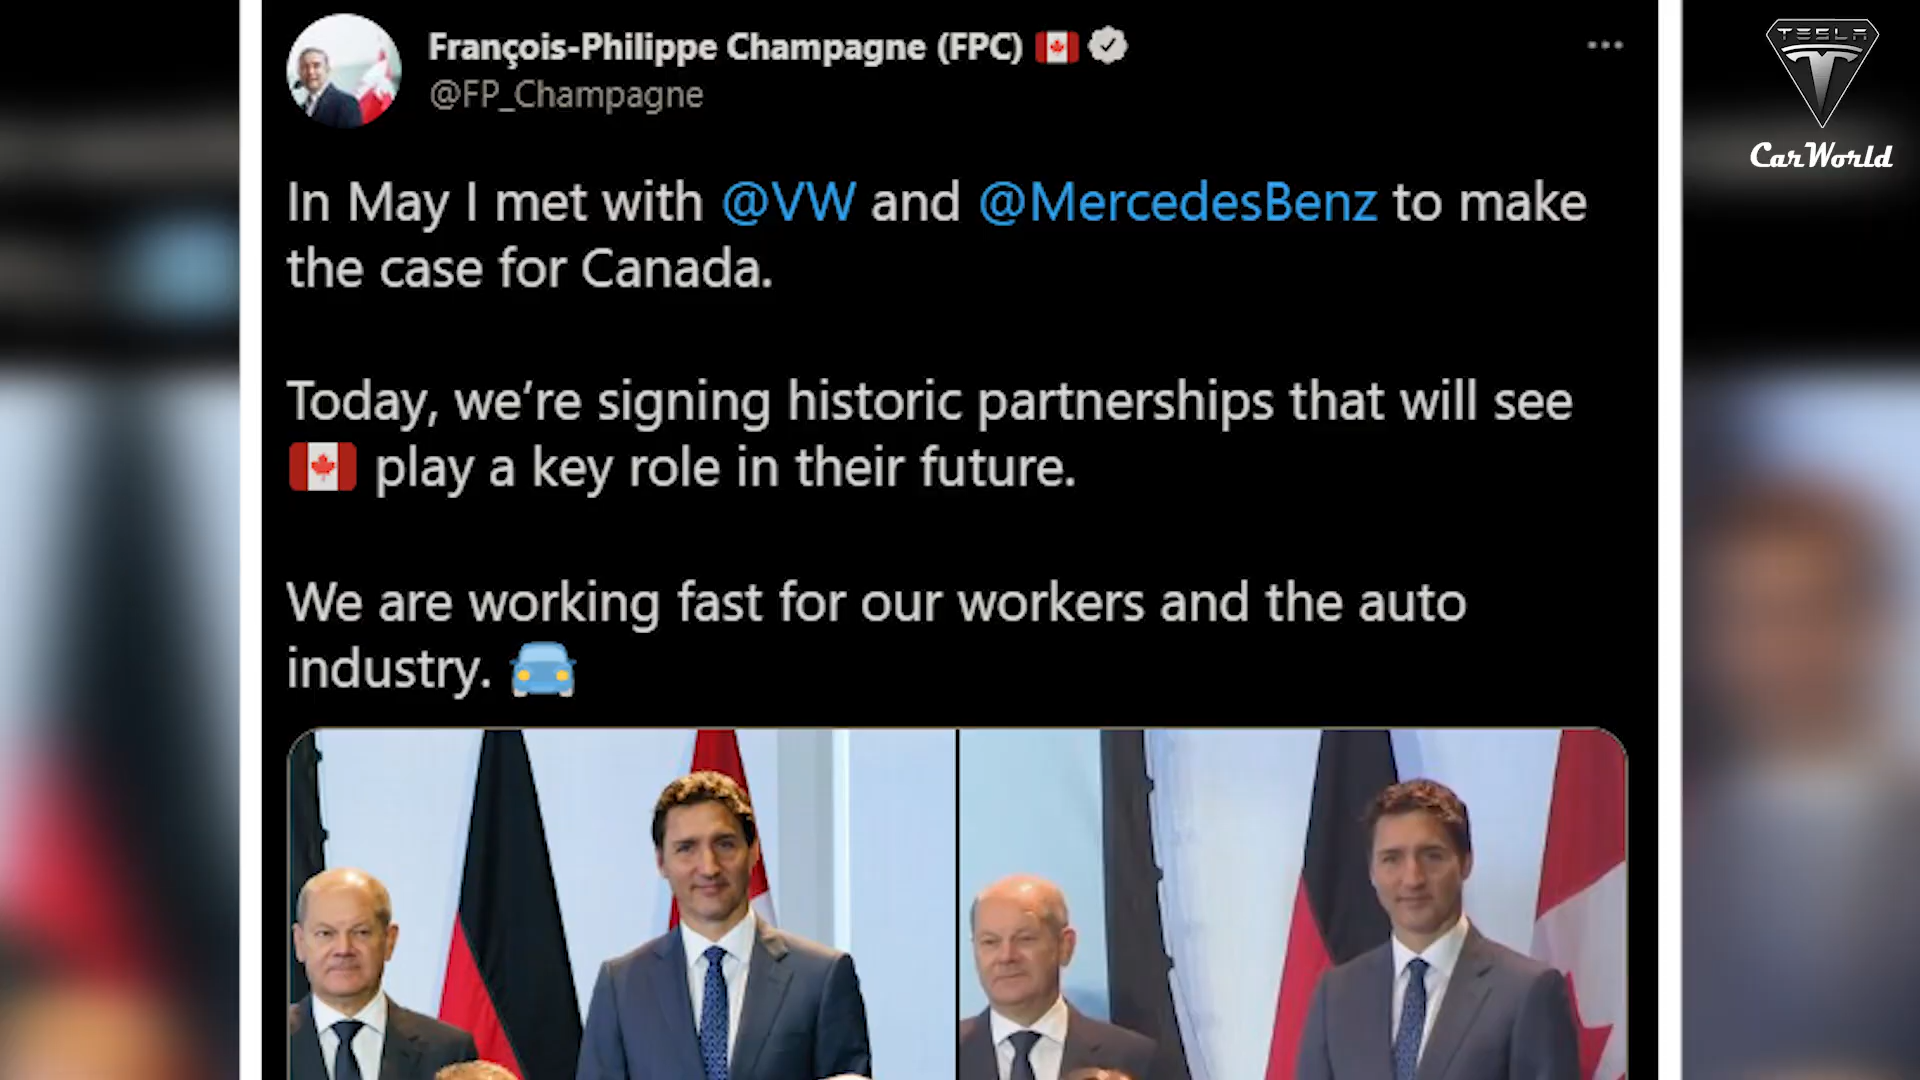 François-Philippe Champagne (FPC)
@FP_Champagne
In May I met with @VW and @MercedesBenz to make
the case for Canada.
Today, we're signing historic partnerships that will see
play a key role in their future.
We are working fast for our workers and the auto
industry.
TESLA
CarWorld